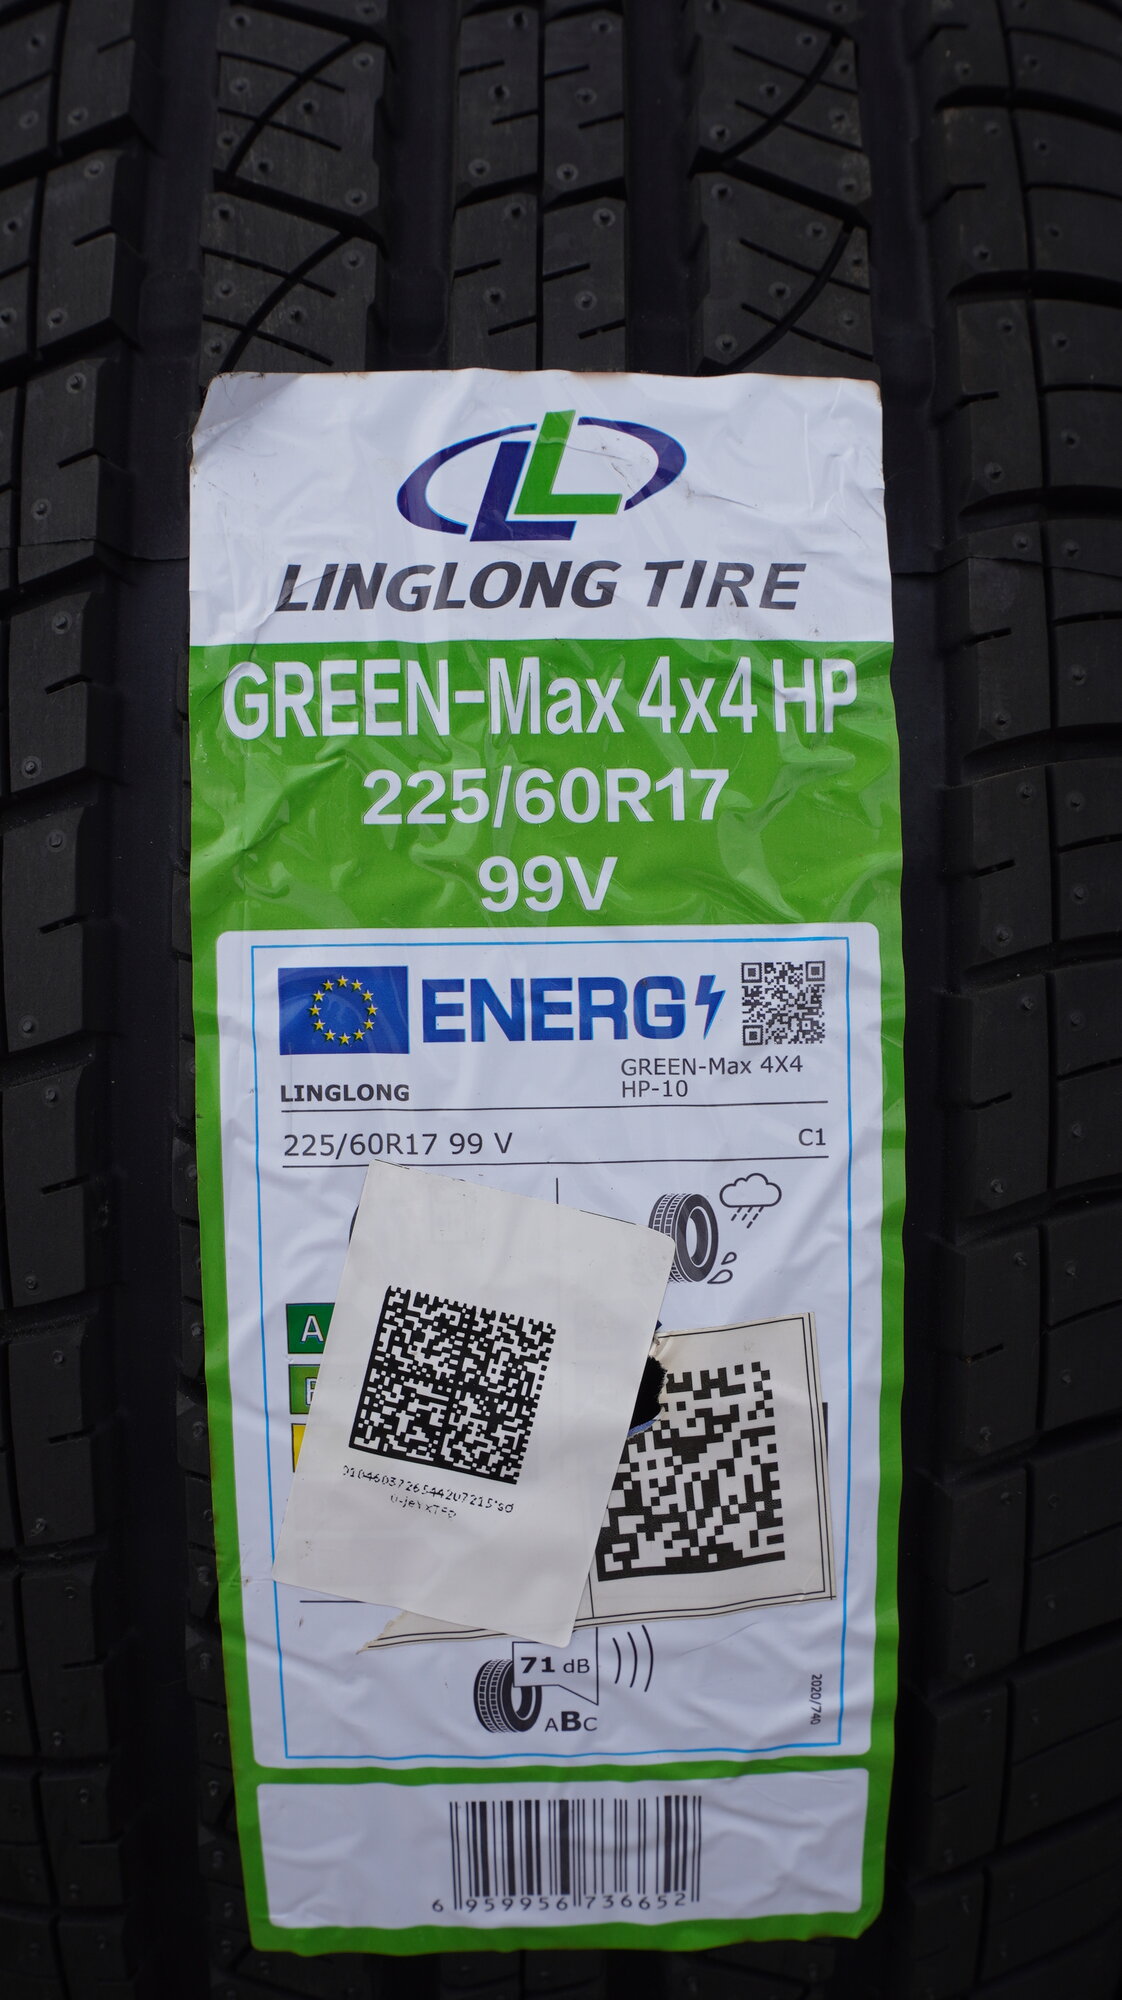 LINGLONG TIRE
GREEN-Max 4x4 HP
225/60R17
99V
ENERG
GREEN-Max 4X4
HP-10
LINGLONG
225/60R17 99 V
C1
A
71 dB
ABC
2020/740
6 959956 736652